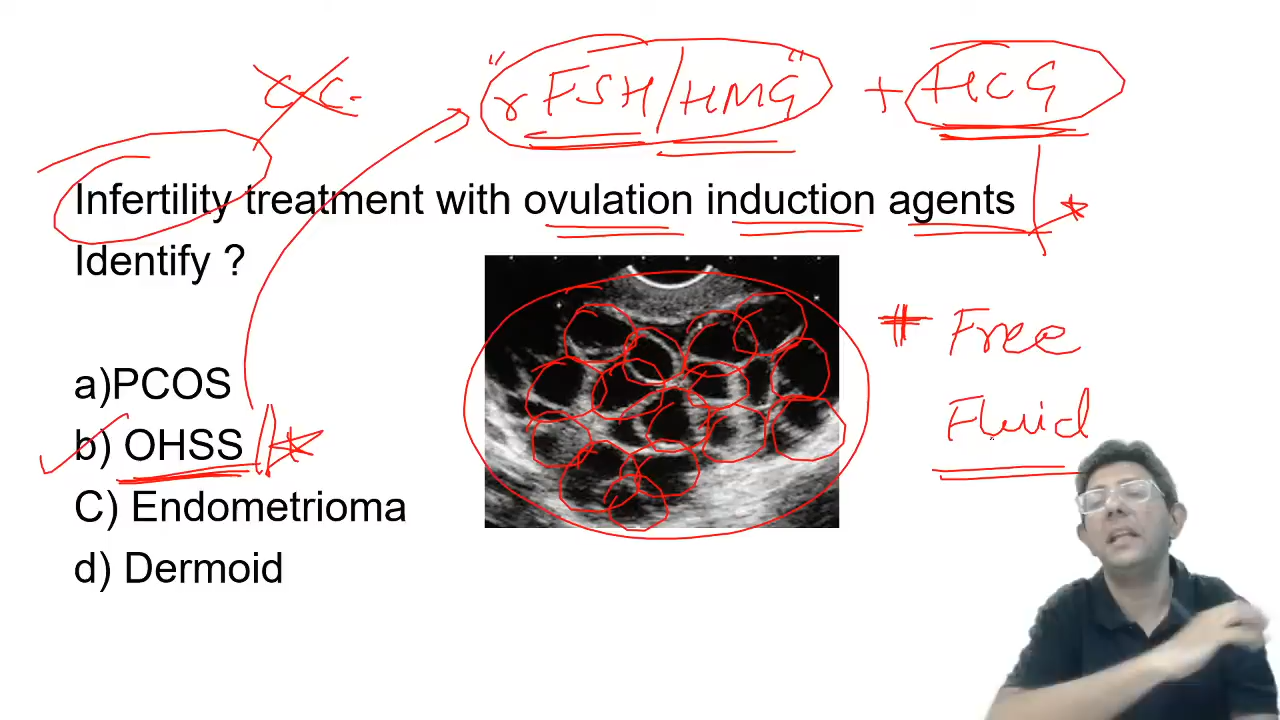 C C.
"rFSH/HMG" + HCG
Infertility treatment with ovulation induction agents
Identify ?
# Free
Fluid
a)PCOS
b) OHSS
C) Endometrioma
d) Dermoid